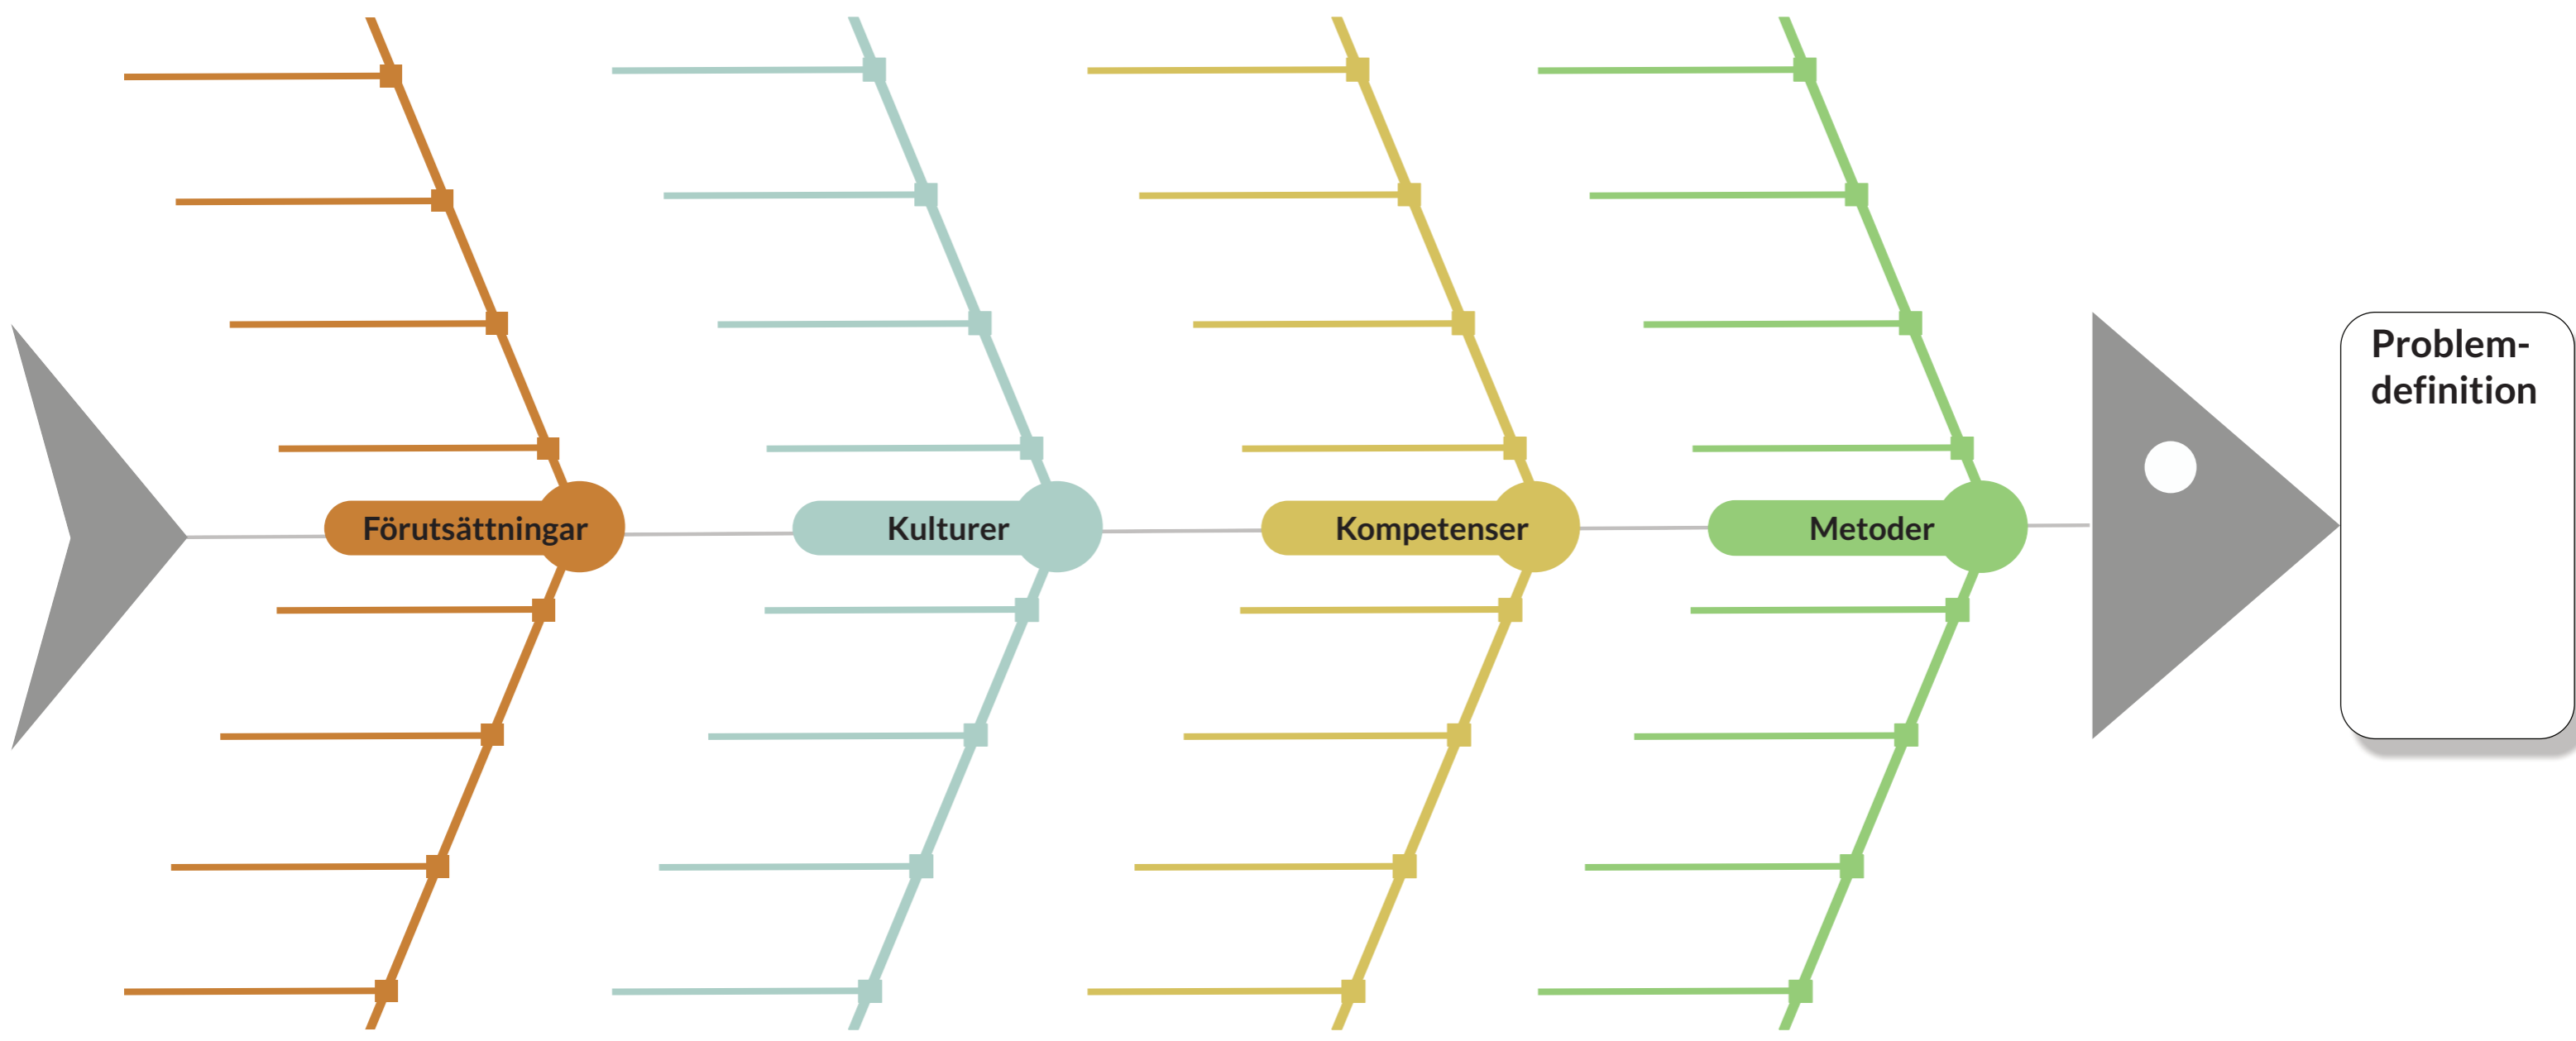 Förutsättningar
Kulturer
Kompetenser
Metoder
Problem-
definition